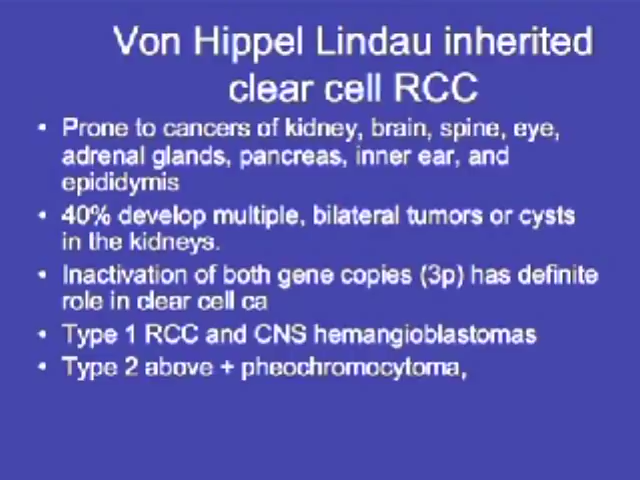 Von Hippel Lindau inherited
clear cell RCC
• Prone to cancers of kidney, brain, spine, eye,
adrenal glands, pancreas, inner ear, and
epididymis
• 40% develop multiple, bilateral tumors or cysts
in the kidneys.
• Inactivation of both gene copies (3p) has definite
role in clear cell ca
• Type 1 RCC and CNS hemangioblastomas
• Type 2 above + pheochromocytoma,